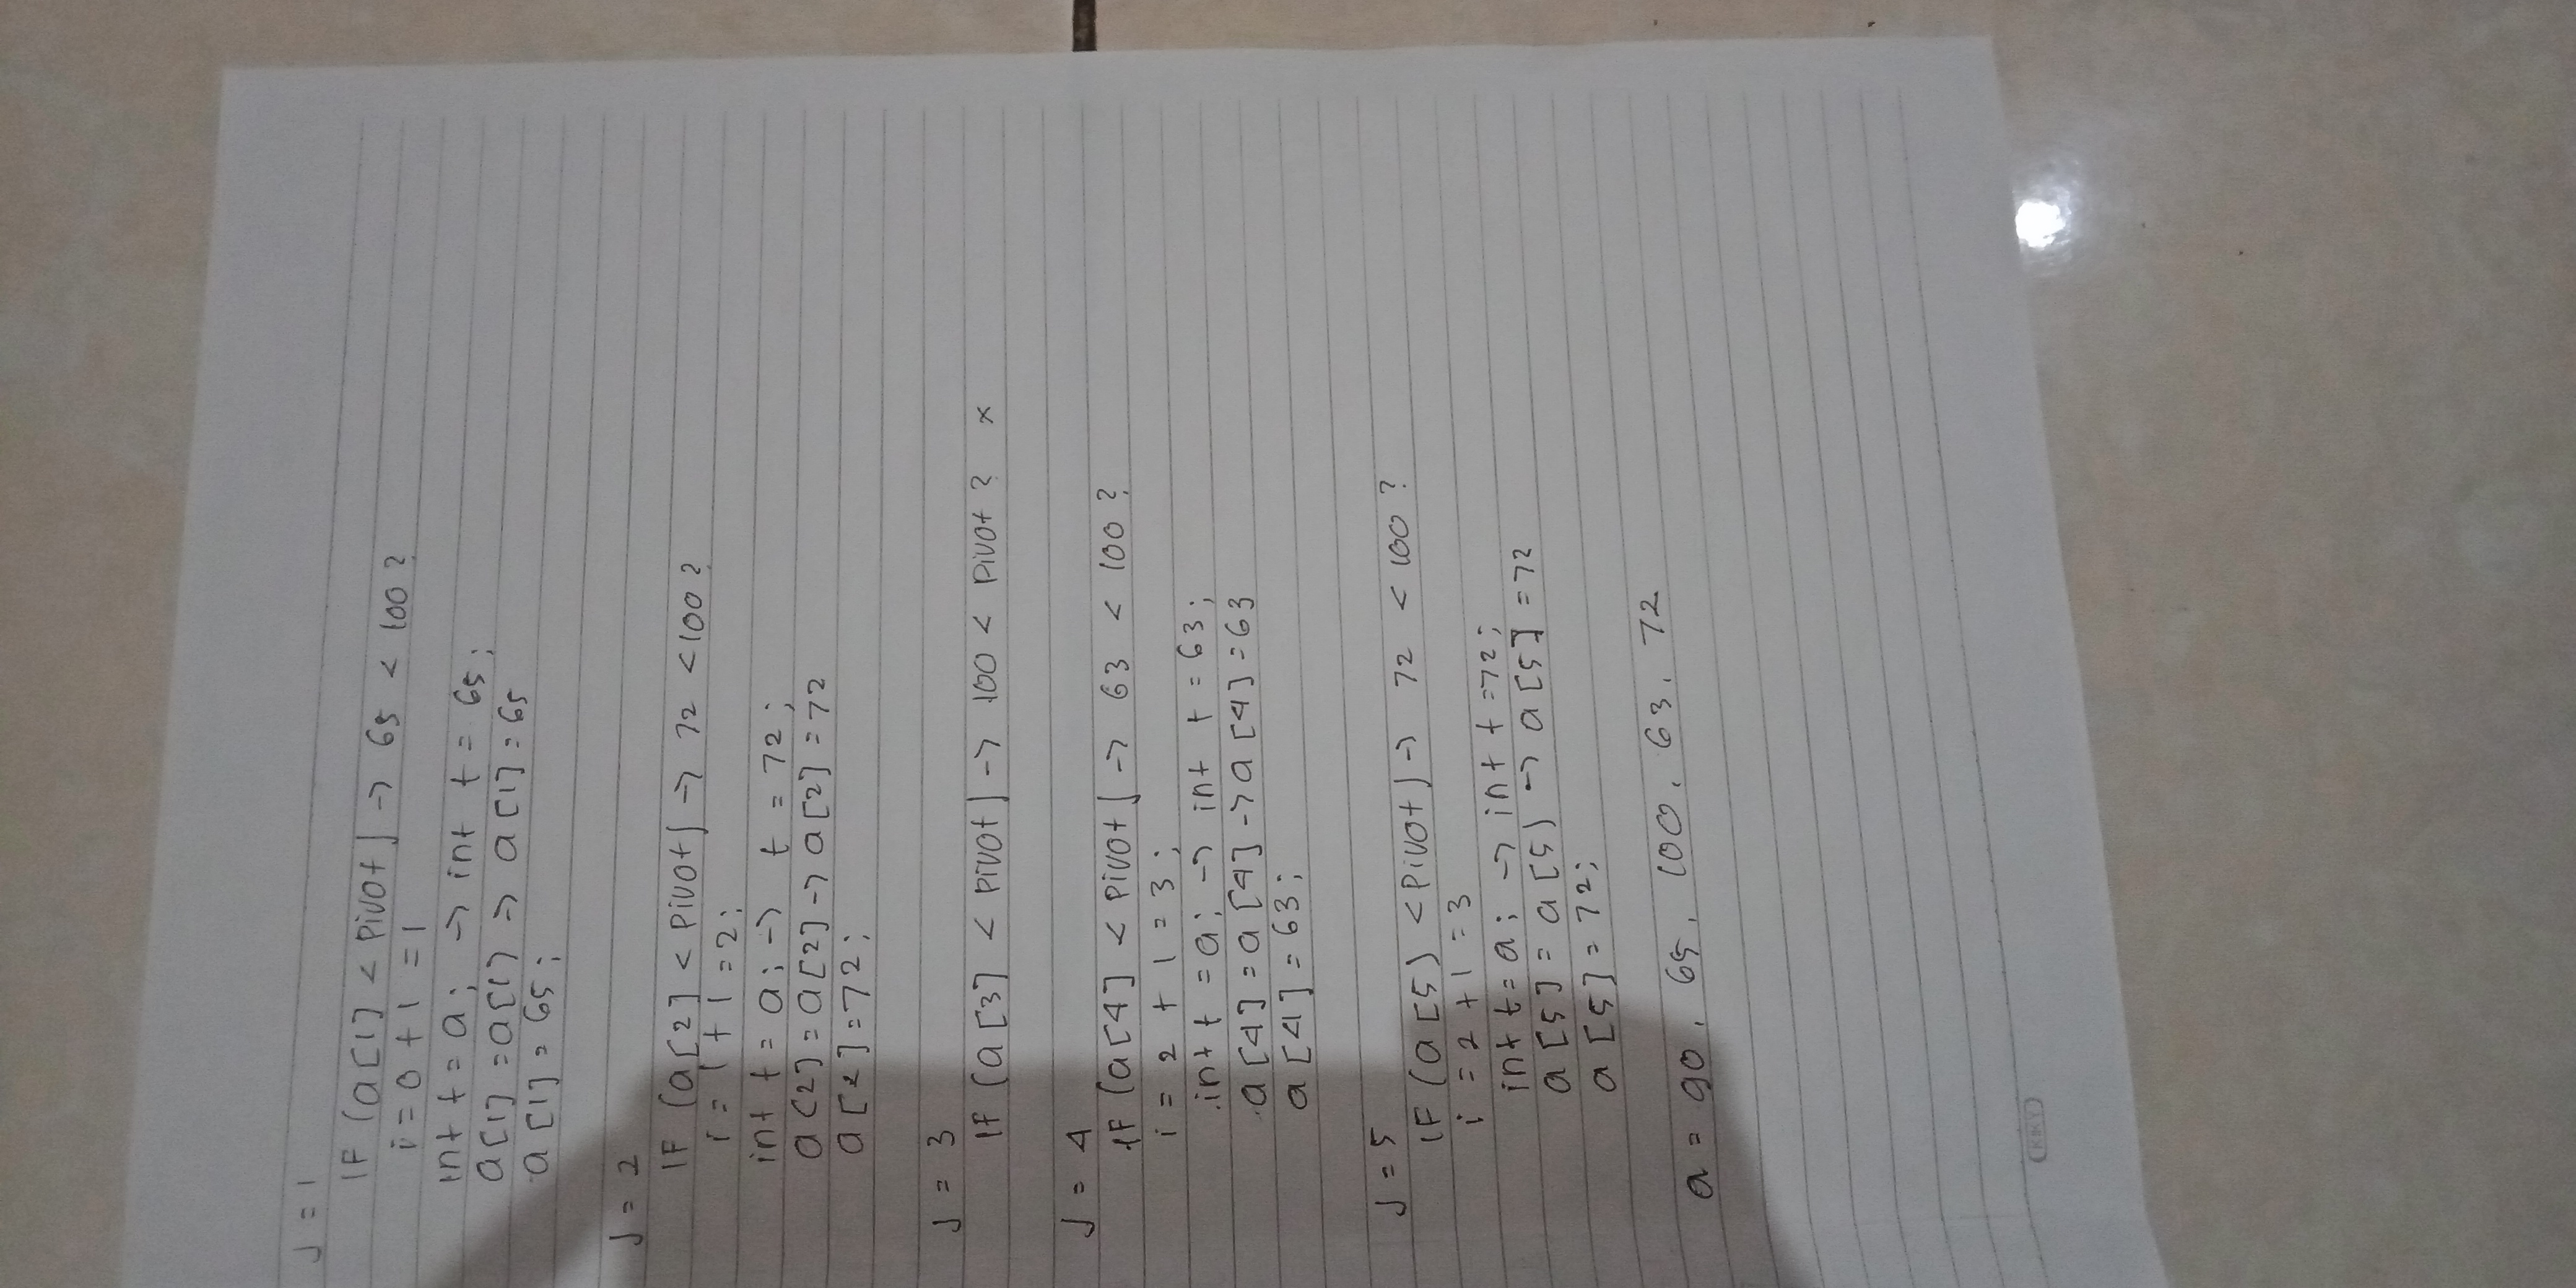 J = 1
IF (a[1] < Pivot) -> 65 < 100 ?
i = 0 + 1 = 1
int t = a; -> int t = 65;
a[1] = a[1] -> a[1] = 65
a[1] = 65;
J = 2
IF (a[2] < Pivot) -> 72 < 100 ?
i = 1 + 1 = 2;
int t = a; -> t = 72;
a[2] = a[2] -> a[2] = 72
a[2] = 72;
J = 3
IF (a[3] < Pivot) -> 100 < Pivot ? x
J = 4
IF (a[4] < Pivot) -> 63 < 100 ?
i = 2 + 1 = 3;
int t = a; -> int t = 63;
a[4] = a[4] -> a[4] = 63
a[4] = 63;
J = 5
IF (a[5) < Pivot) -> 72 < 100 ?
i = 2 + 1 = 3
int t = a; -> int t = 72;
a[5] = a[5) -> a[5] = 72
a[5] = 72;
a = 90, 65, 100, 63, 72
KIKY